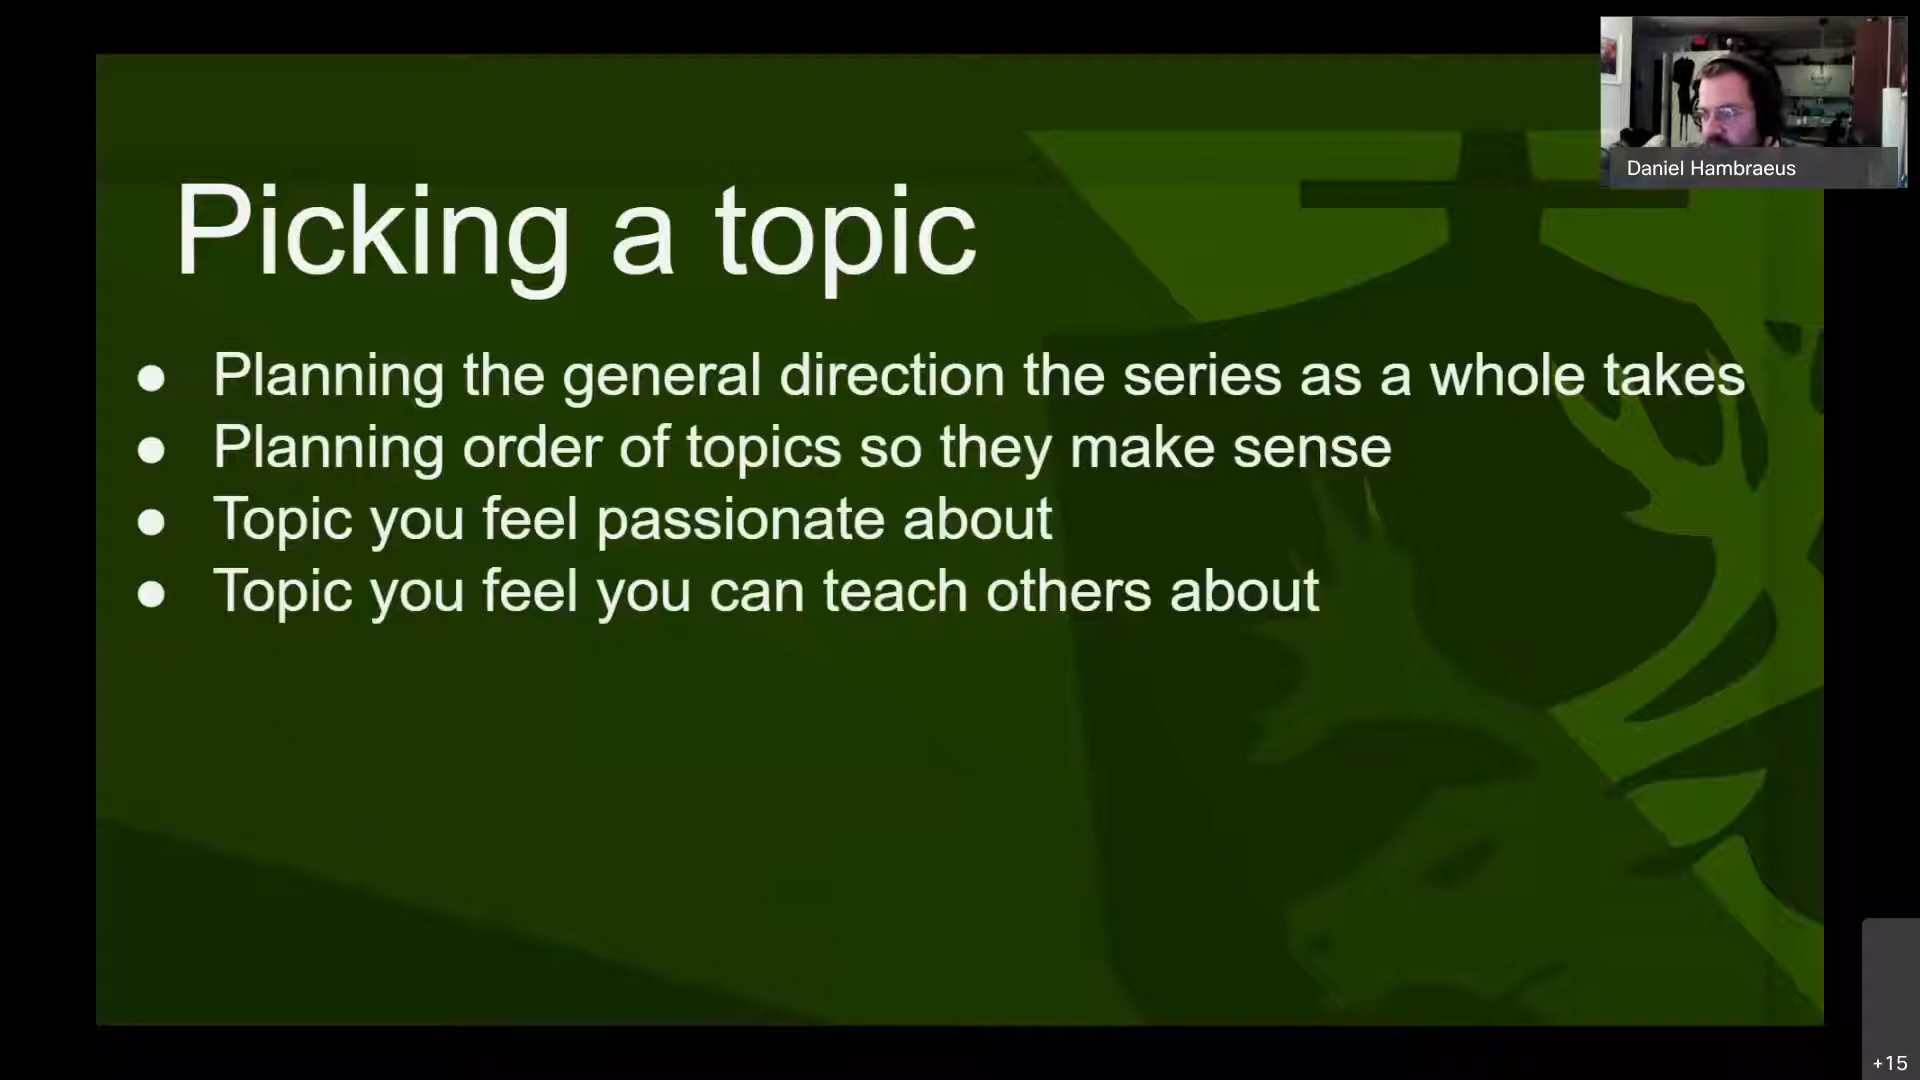 Daniel Hambraeus
Picking a topic
● Planning the general direction the series as a whole takes
● Planning order of topics so they make sense
● Topic you feel passionate about
● Topic you feel you can teach others about
+15